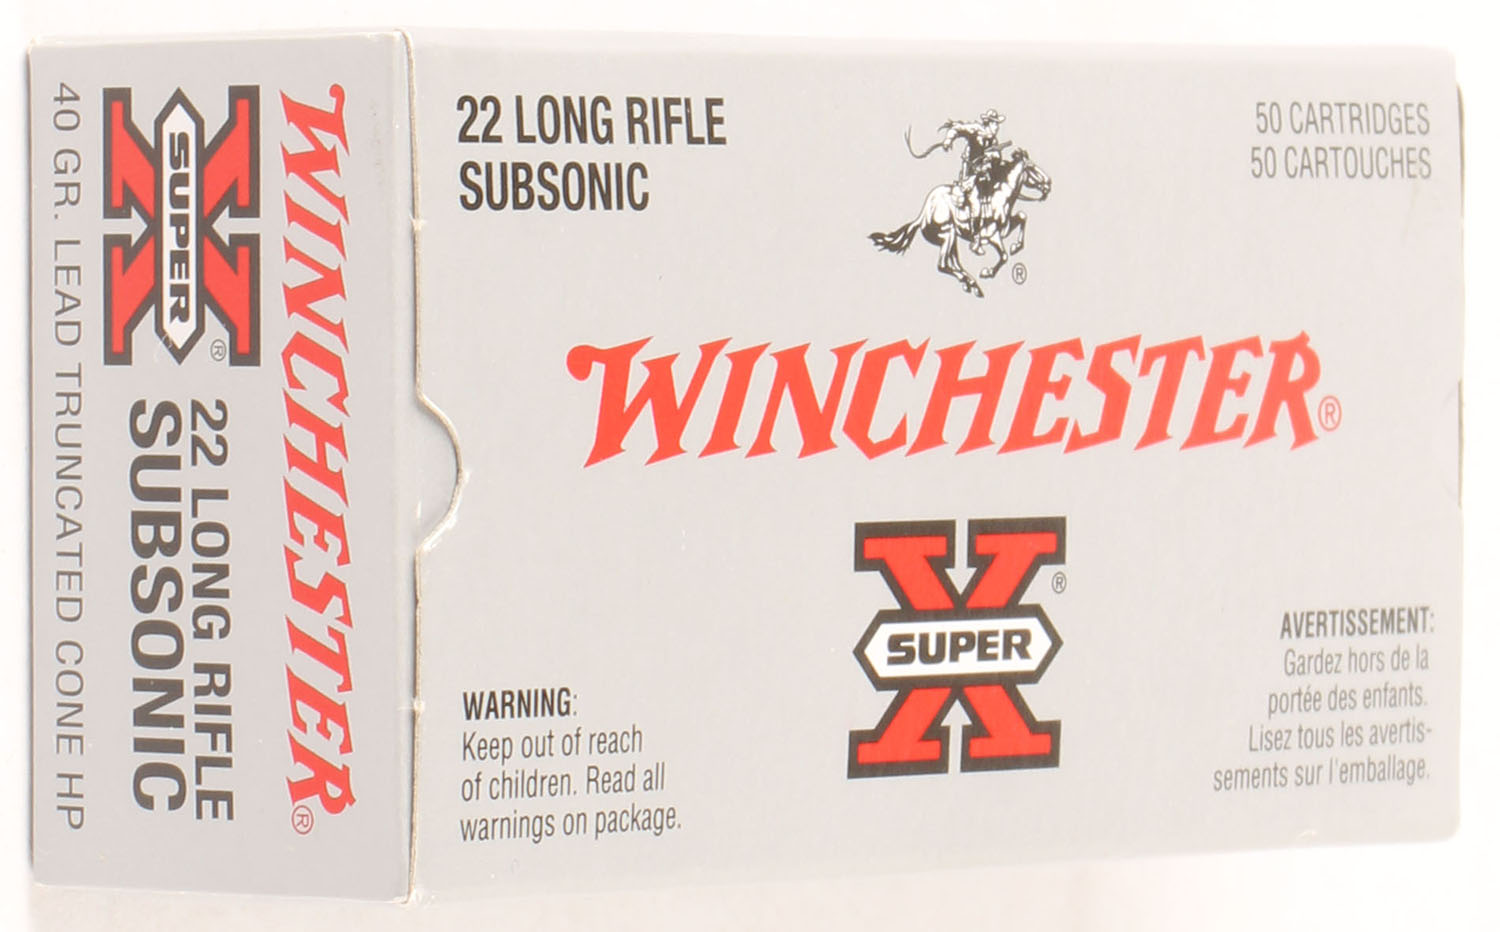 WINCHESTER®
SUPER X®
22 LONG RIFLE
SUBSONIC
40 GR. LEAD TRUNCATED CONE HP
22 LONG RIFLE
SUBSONIC
®
50 CARTRIDGES
50 CARTOUCHES
WINCHESTER®
SUPER X®
WARNING:
Keep out of reach
of children. Read all
warnings on package.
AVERTISSEMENT:
Gardez hors de la
portée des enfants.
Lisez tous les avertis-
sements sur l'emballage.